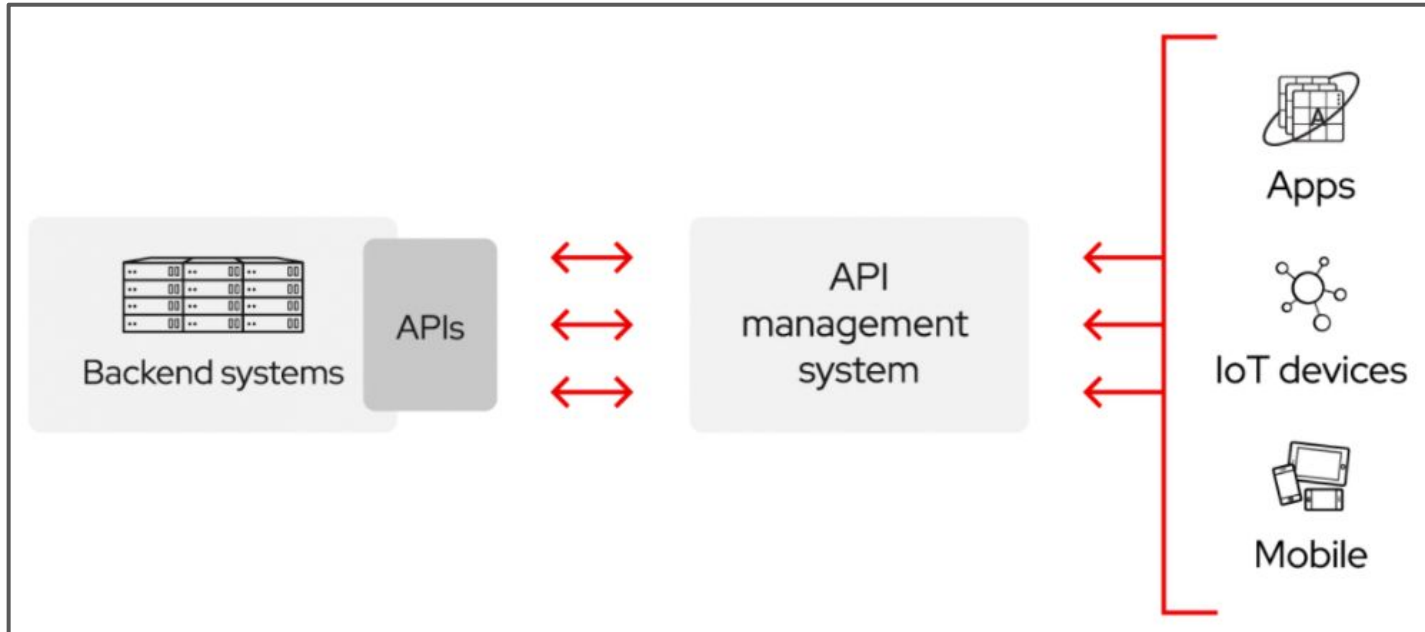 Backend systems
APIs
API
management
system
A
Apps
IoT devices
Mobile